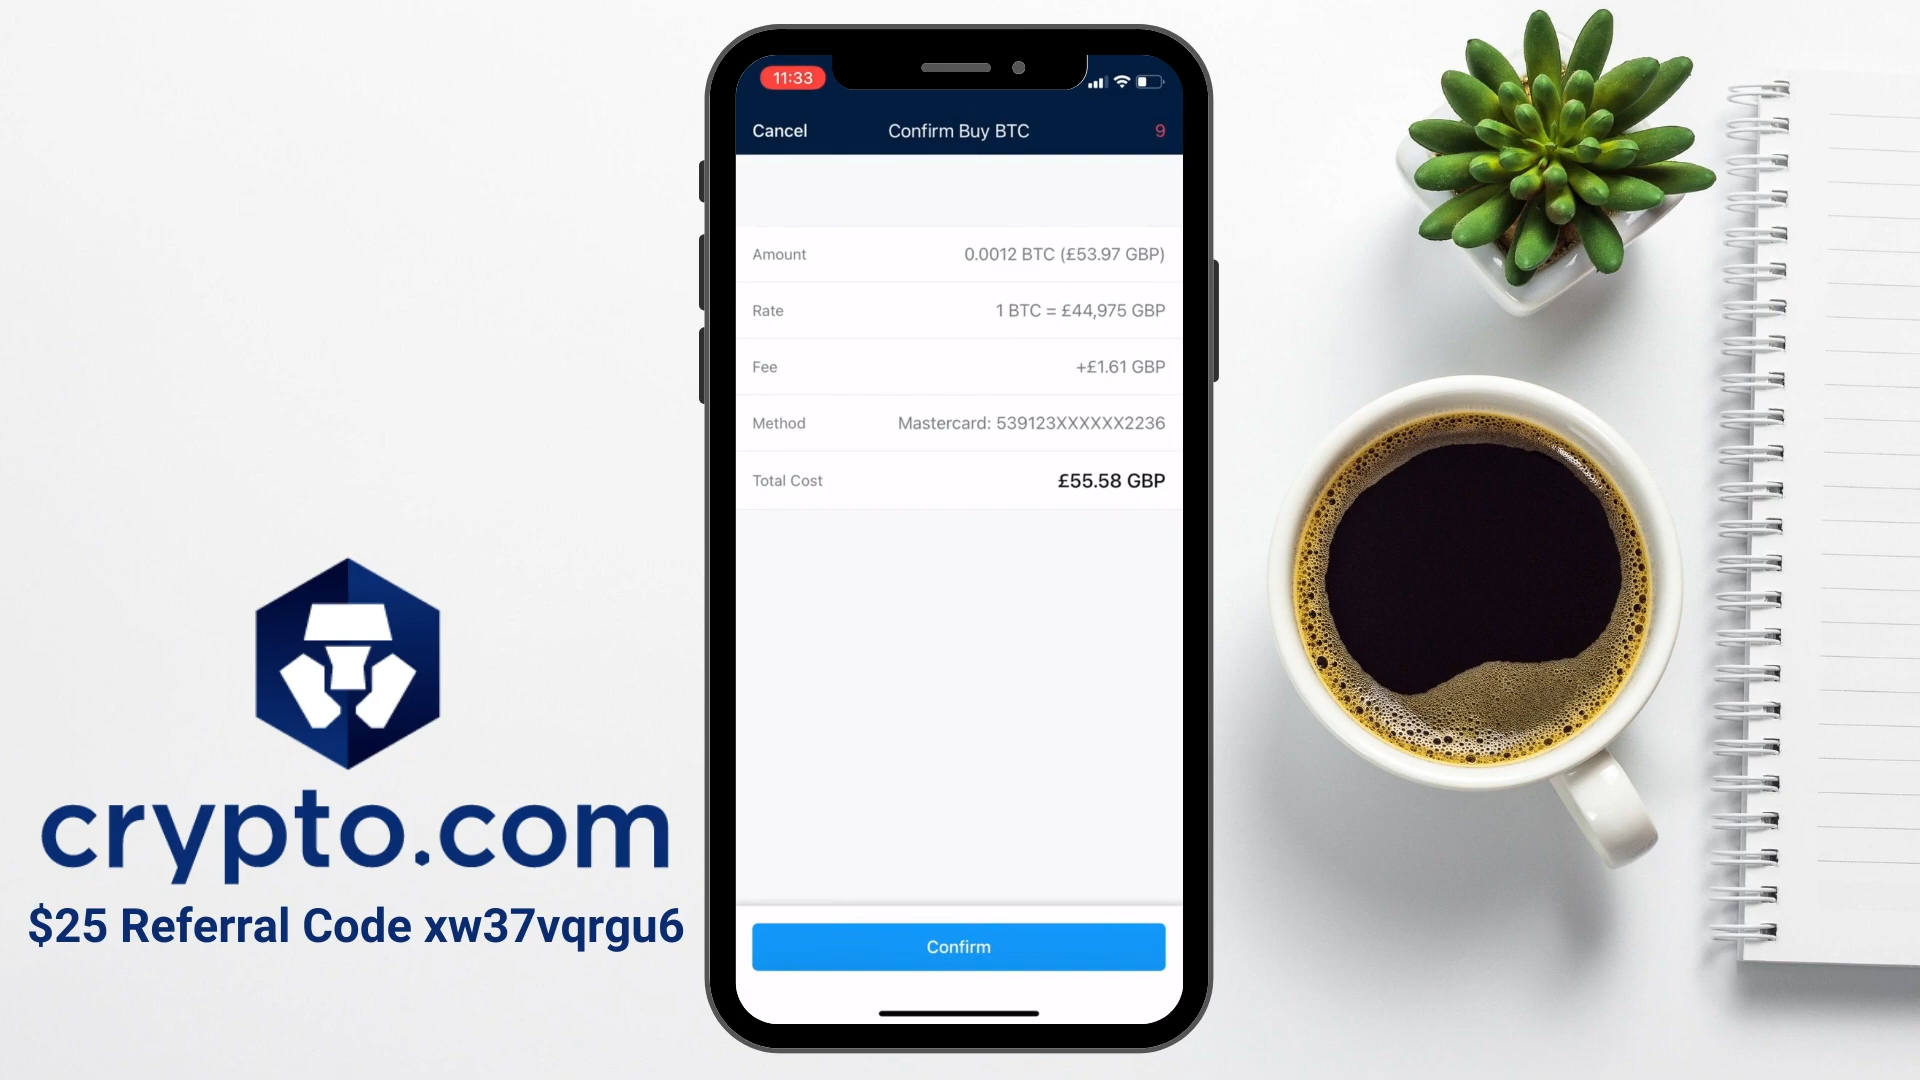 11:33
Cancel Confirm Buy BTC 9
Amount 0.0012 BTC (£53.97 GBP)
Rate 1 BTC = £44,975 GBP
Fee +£1.61 GBP
Method Mastercard: 539123XXXXXX2236
Total Cost £55.58 GBP
Confirm
crypto.com
$25 Referral Code xw37vqrgu6